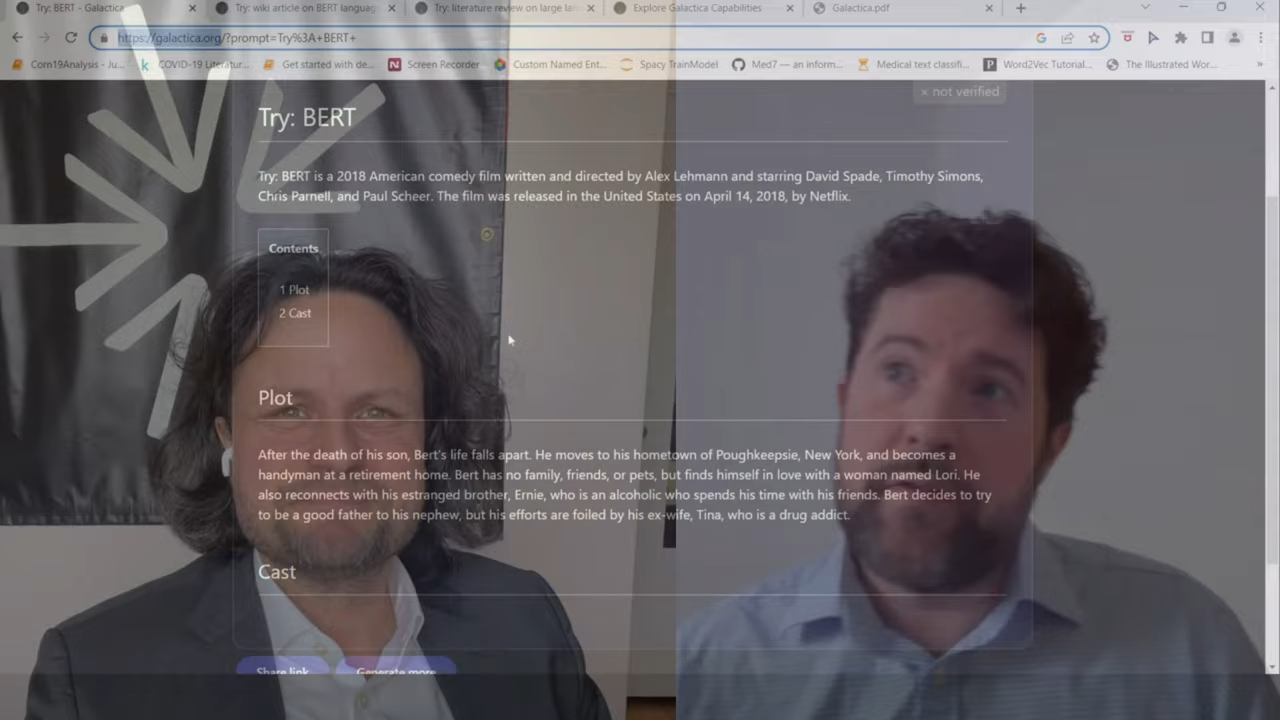 Try: BERT - Galactica
Try: wiki article on BERT languag
Try: literature review on large la
Explore Galactica Capabilities
Galactica.pdf
https://galactica.org/?prompt=Try%3A+BERT+
Corn19Analysis - Ju...
COVID-19 Literatur...
Get started with de...
Screen Recorder
Custom Named Ent...
Spacy TrainModel
Med7 — an inform...
Medical text classifi...
Word2Vec Tutorial...
The Illustrated Wor...
× not verified
Try: BERT
Try: BERT is a 2018 American comedy film written and directed by Alex Lehmann and starring David Spade, Timothy Simons,
Chris Parnell, and Paul Scheer. The film was released in the United States on April 14, 2018, by Netflix.
Contents
1 Plot
2 Cast
Plot
After the death of his son, Bert's life falls apart. He moves to his hometown of Poughkeepsie, New York, and becomes a
handyman at a retirement home. Bert has no family, friends, or pets, but finds himself in love with a woman named Lori. He
also reconnects with his estranged brother, Ernie, who is an alcoholic who spends his time with his friends. Bert decides to try
to be a good father to his nephew, but his efforts are foiled by his ex-wife, Tina, who is a drug addict.
Cast
Share link
Generate more